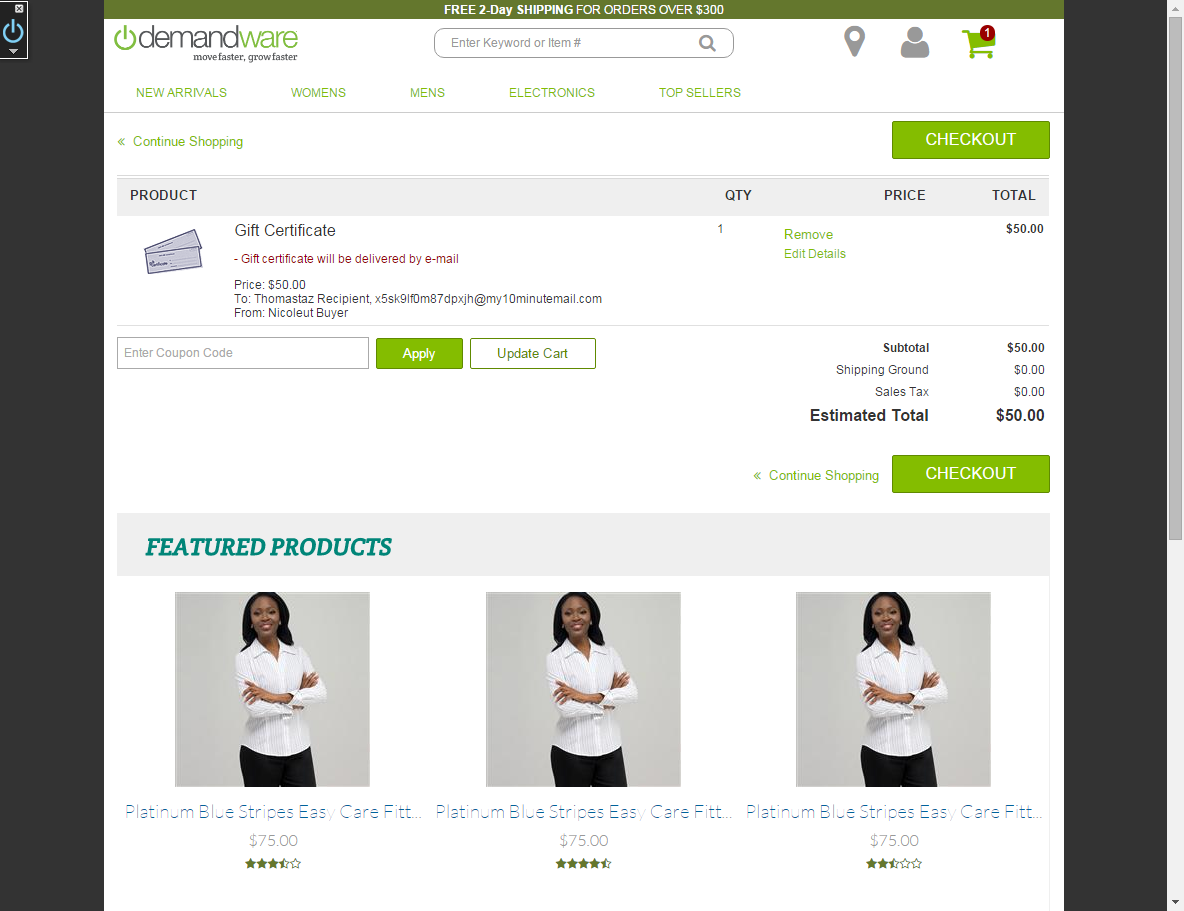 FREE 2-Day SHIPPING FOR ORDERS OVER $300
demandware
move faster, grow faster
Enter Keyword or Item #
1
NEW ARRIVALS WOMENS MENS ELECTRONICS TOP SELLERS
« Continue Shopping CHECKOUT
PRODUCT QTY PRICE TOTAL
Gift Certificate 1 Remove $50.00
Edit Details
- Gift certificate will be delivered by e-mail
Price: $50.00
To: Thomastaz Recipient, x5sk9lf0m87dpxjh@my10minutemail.com
From: Nicoleut Buyer
Enter Coupon Code Apply Update Cart
Subtotal $50.00
Shipping Ground $0.00
Sales Tax $0.00
Estimated Total $50.00
« Continue Shopping CHECKOUT
FEATURED PRODUCTS
Platinum Blue Stripes Easy Care Fitt... Platinum Blue Stripes Easy Care Fitt... Platinum Blue Stripes Easy Care Fitt...
$75.00 $75.00 $75.00